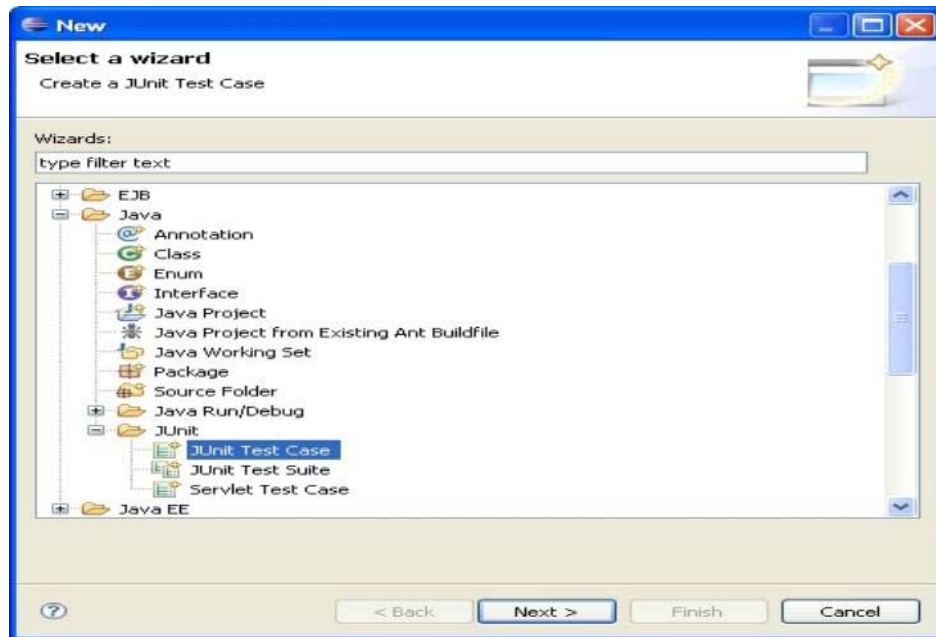 New
Select a wizard
Create a JUnit Test Case
Wizards:
type filter text
EJB
Java
Annotation
Class
Enum
Interface
Java Project
Java Project from Existing Ant Buildfile
Java Working Set
Package
Source Folder
Java Run/Debug
JUnit
JUnit Test Case
JUnit Test Suite
Servlet Test Case
Java EE
? < Back Next > Finish Cancel